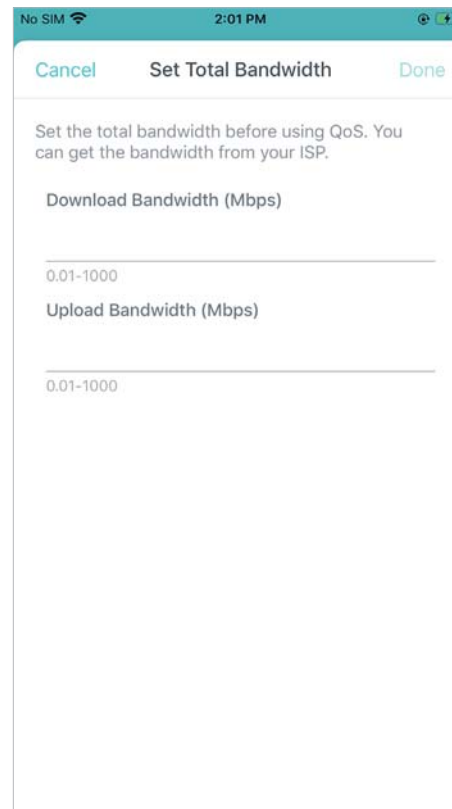 No SIM 2:01 PM
Cancel Set Total Bandwidth Done
Set the total bandwidth before using QoS. You
can get the bandwidth from your ISP.
Download Bandwidth (Mbps)
0.01-1000
Upload Bandwidth (Mbps)
0.01-1000